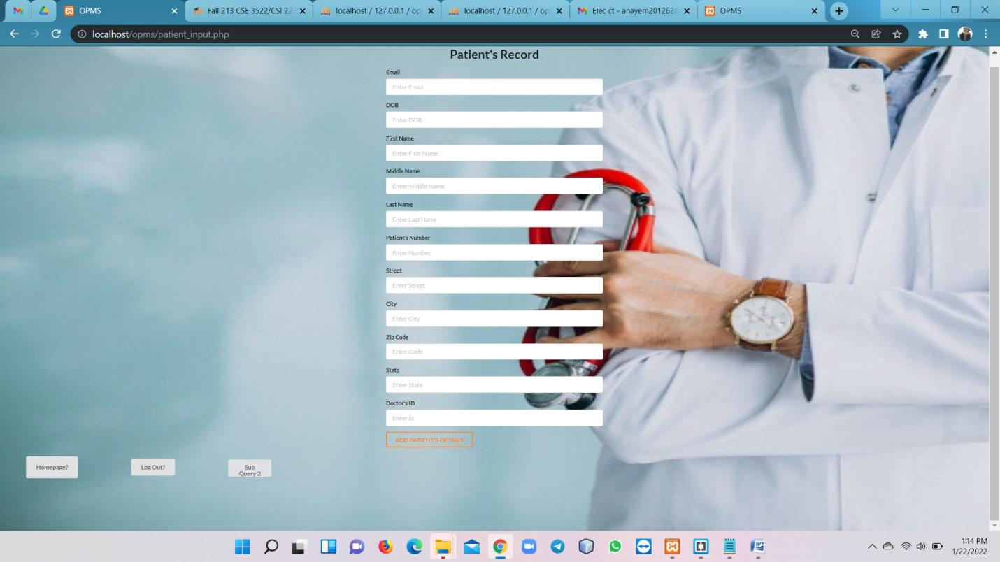 OPMS
Fall 213 CSE 3522/CSI 22
localhost / 127.0.0.1 / op
localhost / 127.0.0.1 / op
Elec ct - anayem201262@
OPMS
localhost/opms/patient_input.php
Patient's Record
Email
Enter Email
DOB
Enter DOB
First Name
Enter First Name
Middle Name
Enter Middle Name
Last Name
Enter Last Name
Patient's Number
Enter Number
Street
Enter Street
City
Enter City
Zip Code
Enter Code
State
Enter State
Doctor's ID
Enter id
ADD PATIENT'S DETAILS
Homepage?
Log Out?
Sub
Query 2
1:14 PM
1/22/2022